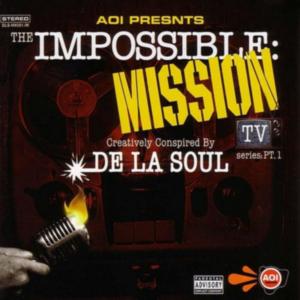 STEREO
AOI PRESNTS
THE IMPOSSIBLE:
MISSION
TV
Creatively Conspired By
series: PT. 1
DE LA SOUL
PARENTAL
ADVISORY
EXPLICIT CONTENT
AOI